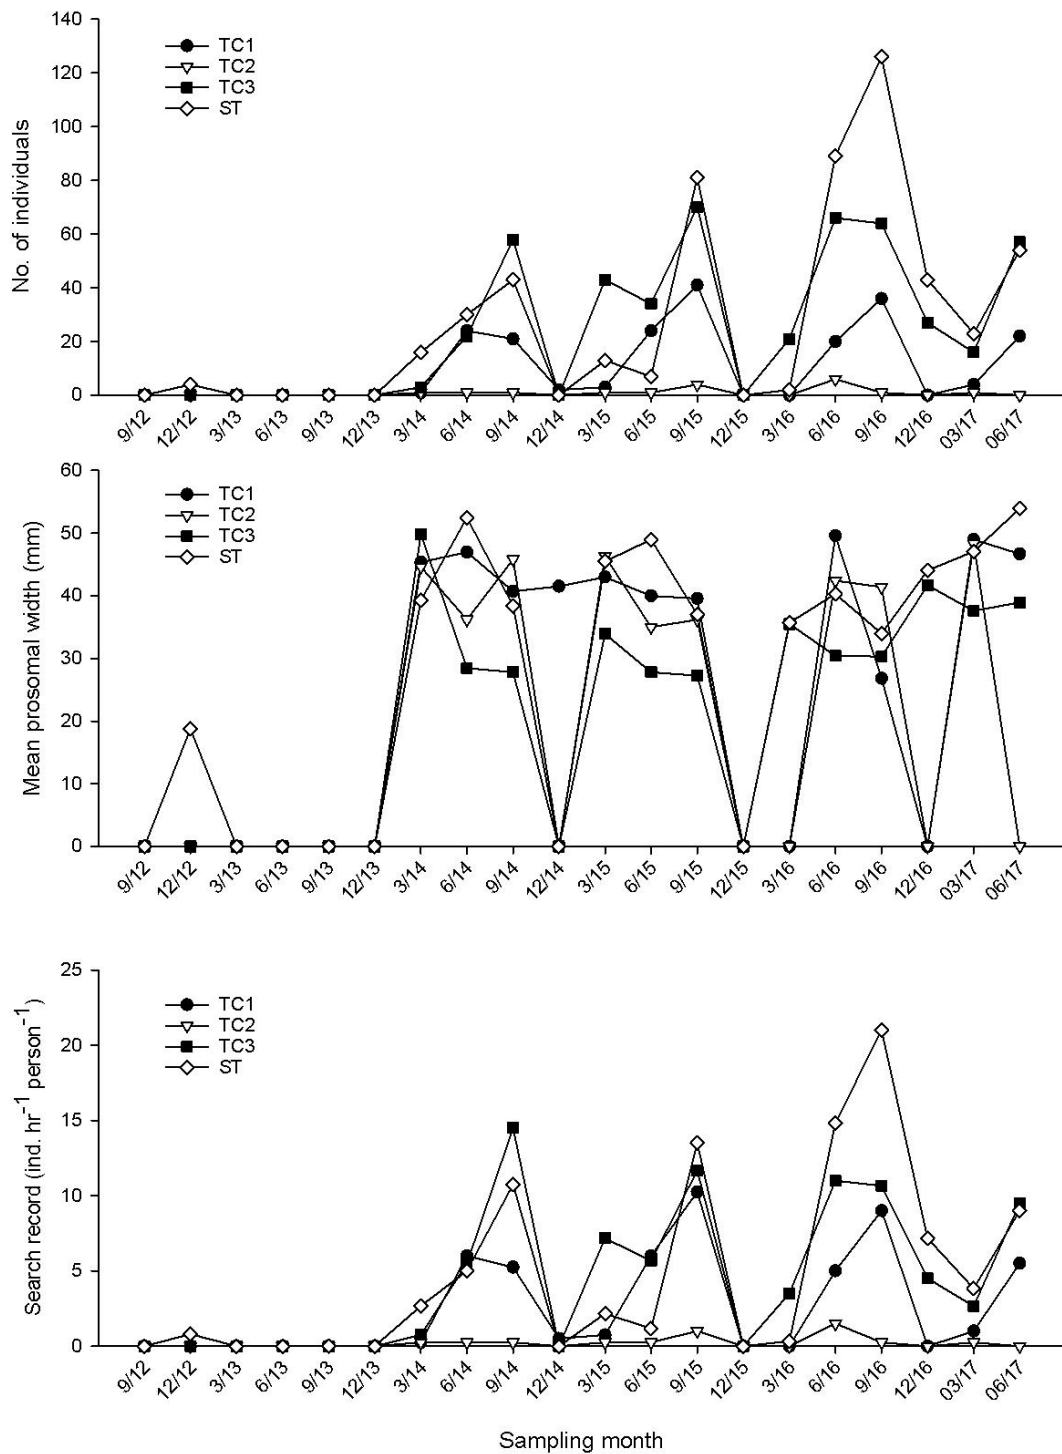 140
120
100
80
60
40
20
0
No. of individuals
TC1
TC2
TC3
ST
9/12 12/12 3/13 6/13 9/13 12/13 3/14 6/14 9/14 12/14 3/15 6/15 9/15 12/15 3/16 6/16 9/16 12/16 03/17 06/17
60
50
40
30
20
10
0
Mean prosomal width (mm)
TC1
TC2
TC3
ST
9/12 12/12 3/13 6/13 9/13 12/13 3/14 6/14 9/14 12/14 3/15 6/15 9/15 12/15 3/16 6/16 9/16 12/16 03/17 06/17
25
20
15
10
5
0
Search record (ind. hr⁻¹ person⁻¹)
TC1
TC2
TC3
ST
9/12 12/12 3/13 6/13 9/13 12/13 3/14 6/14 9/14 12/14 3/15 6/15 9/15 12/15 3/16 6/16 9/16 12/16 03/17 06/17
Sampling month